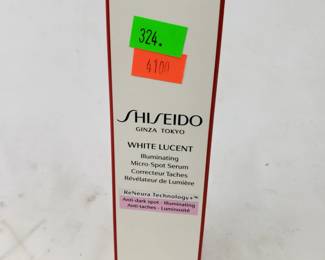 324.
4100
SHISEIDO
GINZA TOKYO
WHITE LUCENT
Illuminating
Micro-Spot Serum
Correcteur Taches
Révélateur de Lumière
ReNeura Technology+™
Anti-dark spot - Illuminating
Anti-taches - Luminosité